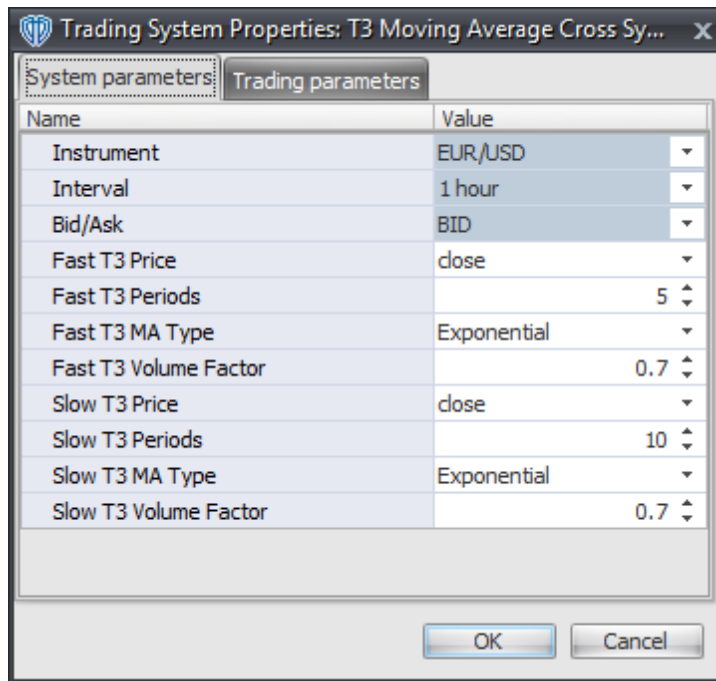 Trading System Properties: T3 Moving Average Cross Sy...
System parameters Trading parameters
Name Value
Instrument EUR/USD
Interval 1 hour
Bid/Ask BID
Fast T3 Price close
Fast T3 Periods 5
Fast T3 MA Type Exponential
Fast T3 Volume Factor 0.7
Slow T3 Price close
Slow T3 Periods 10
Slow T3 MA Type Exponential
Slow T3 Volume Factor 0.7
OK Cancel